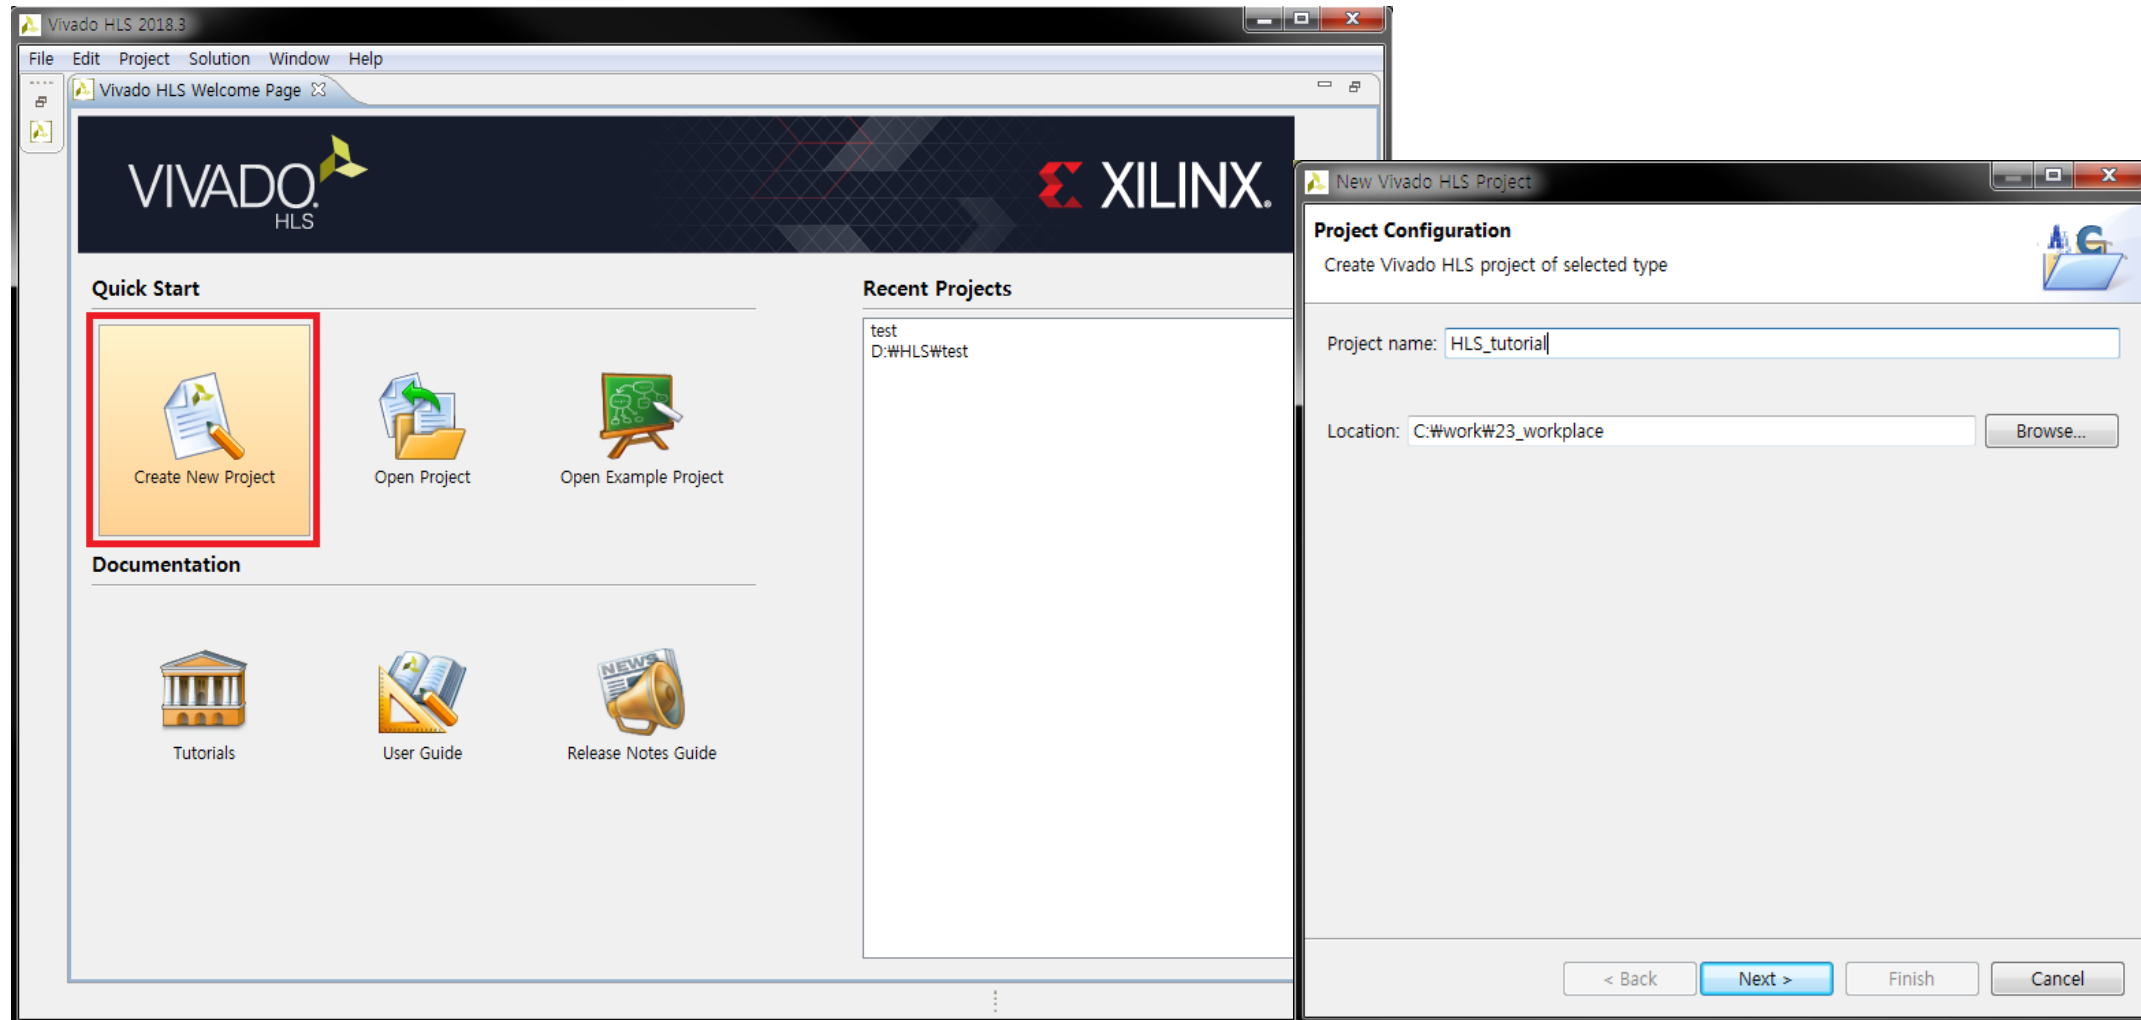 Vivado HLS 2018.3
File Edit Project Solution Window Help
Vivado HLS Welcome Page
VIVADO.
HLS
XILINX.
Quick Start
Create New Project
Open Project
Open Example Project
Documentation
Tutorials
User Guide
NEWS
Release Notes Guide
Recent Projects
test
D:₩HLS₩test
New Vivado HLS Project
Project Configuration
Create Vivado HLS project of selected type
Project name: HLS_tutorial
Location: C:₩work₩23_workplace Browse...
< Back Next > Finish Cancel